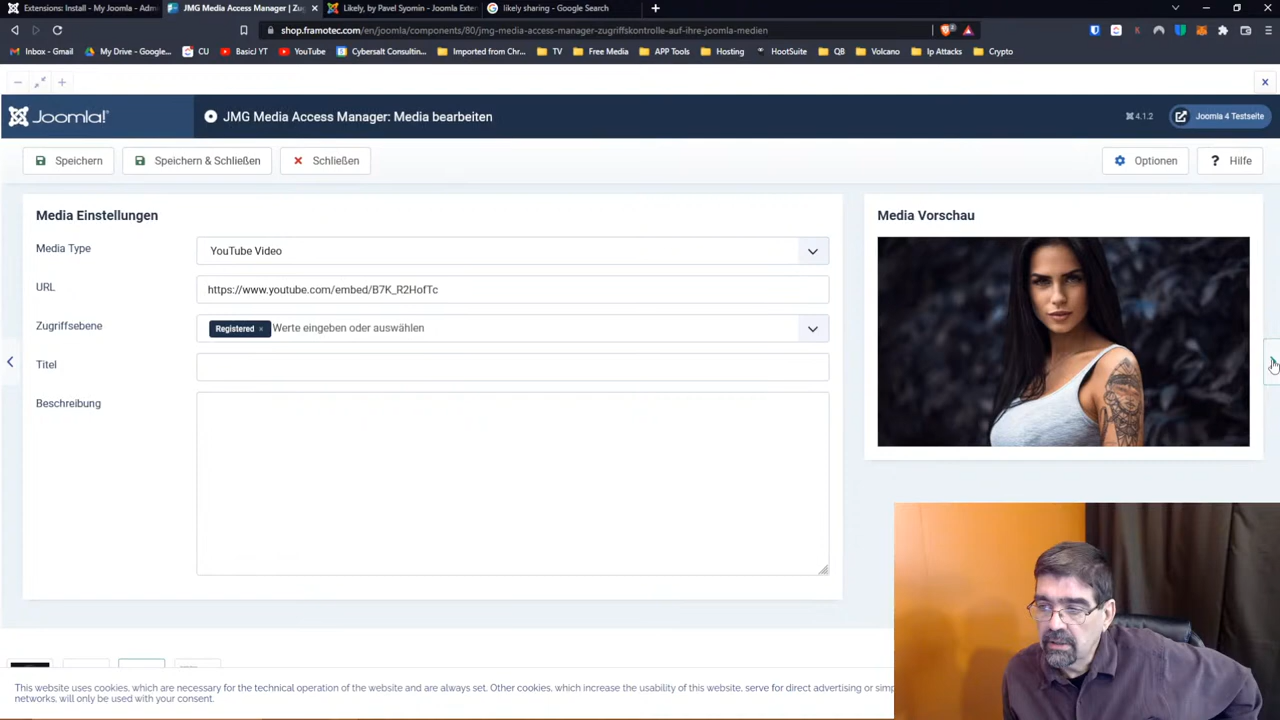 Extensions: Install - My Joomla - Adm
JMG Media Access Manager | Zug
Likely, by Pavel Syomin - Joomla Exten
likely sharing - Google Search
shop.framotec.com/en/joomla/components/80/jmg-media-access-manager-zugriffskontrolle-auf-ihre-joomla-medien
Inbox - Gmail
My Drive - Google...
CU
BasicJ YT
YouTube
Cybersalt Consulting...
Imported from Chr...
TV
Free Media
APP Tools
Hosting
HootSuite
QB
Volcano
Ip Attacks
Crypto
Joomla!
JMG Media Access Manager: Media bearbeiten
4.1.2
Joomla 4 Testseite
Speichern
Speichern & Schließen
Schließen
Optionen
? Hilfe
Media Einstellungen
Media Vorschau
Media Type
YouTube Video
URL
https://www.youtube.com/embed/B7K_R2HofTc
Zugriffsebene
Registered × Werte eingeben oder auswählen
Titel
Beschreibung
This website uses cookies, which are necessary for the technical operation of the website and are always set. Other cookies, which increase the usability of this website, serve for direct advertising or simp
networks, will only be used with your consent.